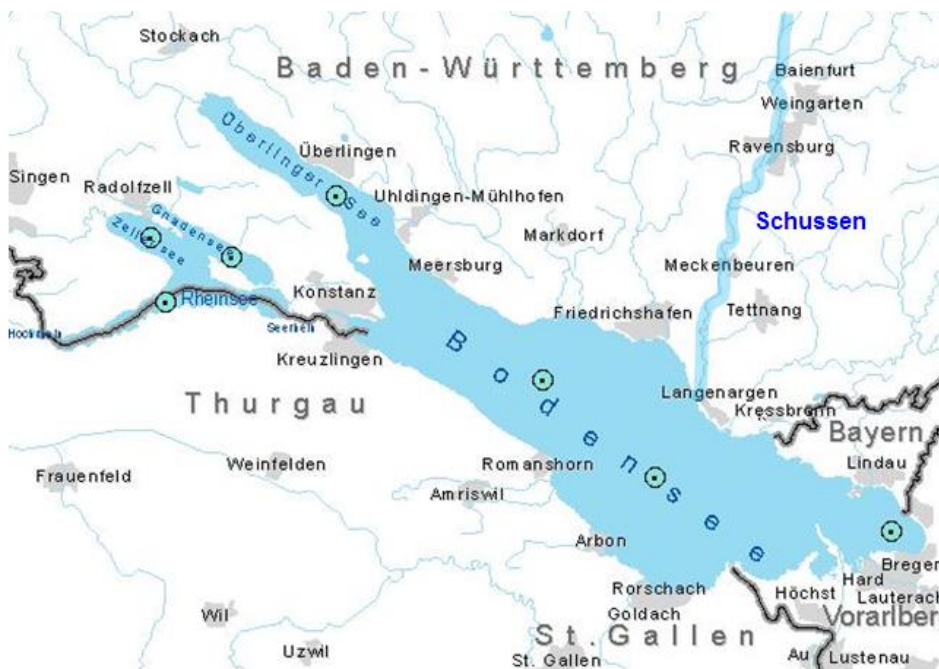 Stockach
Baden-Württemberg
Baienfurt
Weingarten
Ravensburg
Überlinger See
Überlingen
Singen
Radolfzell
Uhldingen-Mühlhofen
Gnadensee
Zellersee
Markdorf
Schussen
Meersburg
Meckenbeuren
Konstanz
Rheinsee
Tettnang
Friedrichshafen
Seerhein
Kreuzlingen
Bodensee
Langenargen
Kressbronn
Thurgau
Bayern
Lindau
Weinfelden
Romanshorn
Frauenfeld
Amriswil
Arbon
Bregen
Hard
Rorschach
Höchst
Lauterach
Goldach
Vorarlber
Wil
St.Gallen
Uzwil
St. Gallen
Au
Lustenau